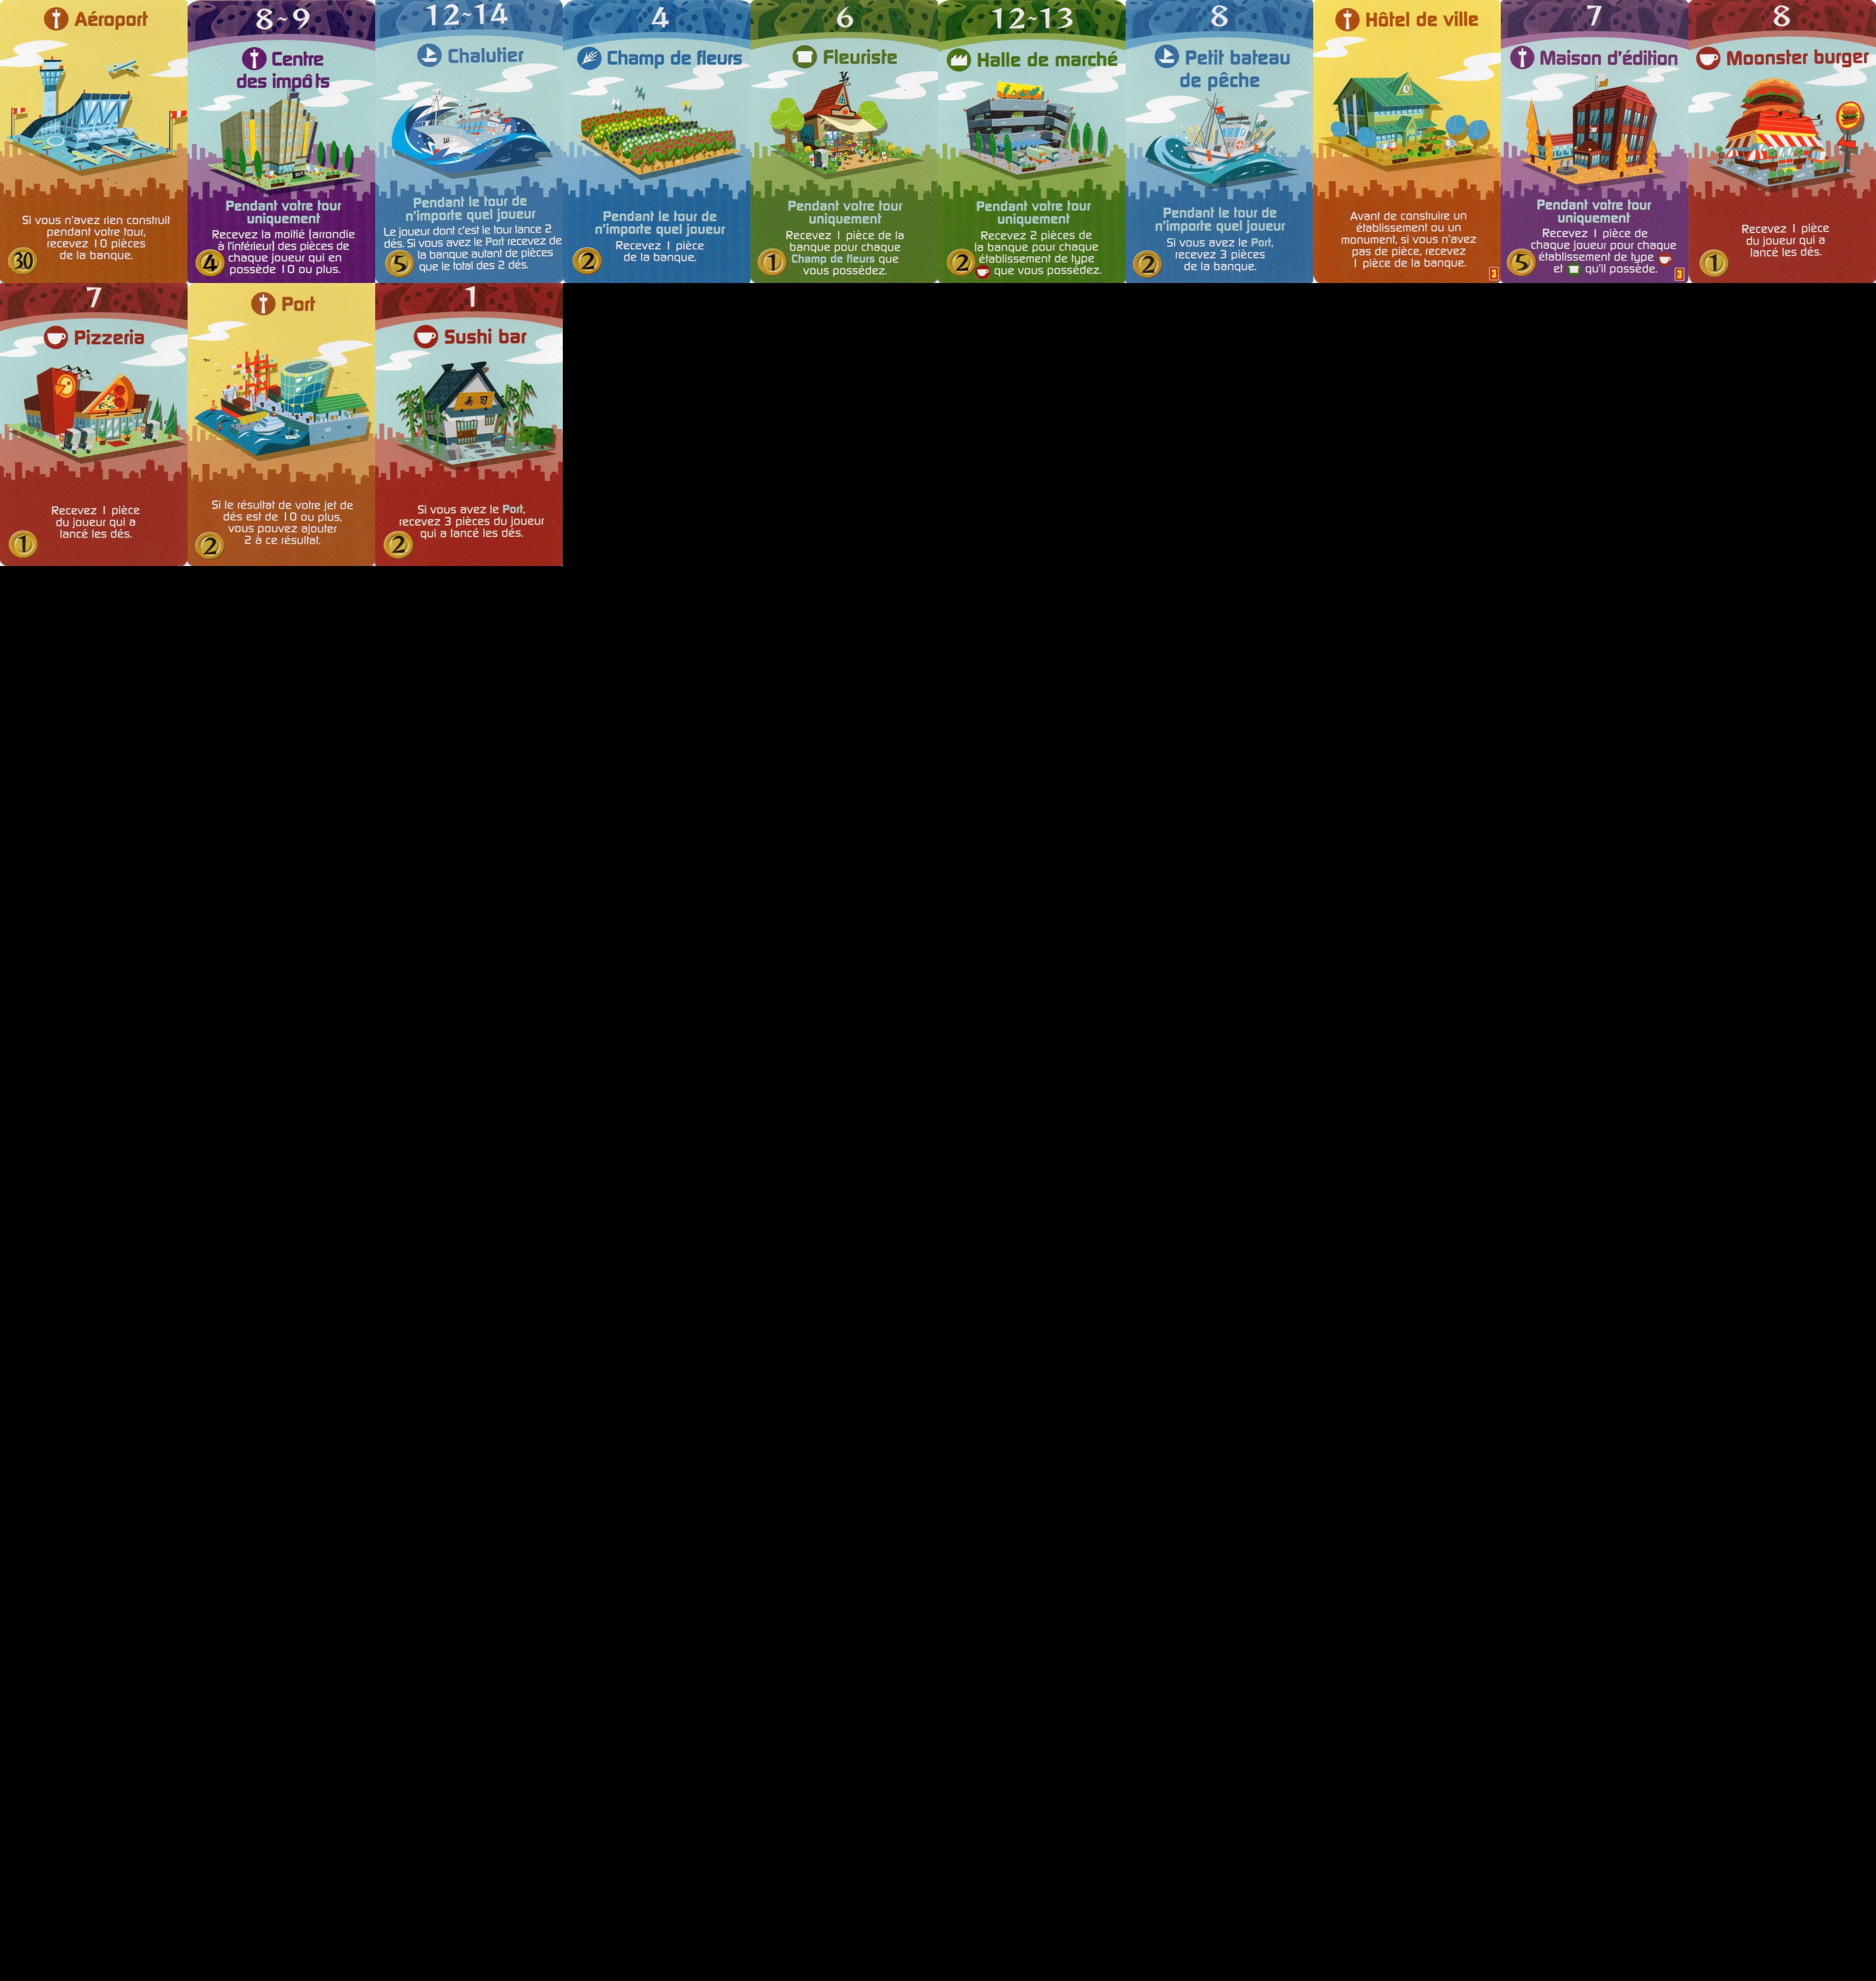 Aéroport
Si vous n'avez rien construit
pendant votre tour,
recevez 10 pièces
de la banque.
30
8~9
Centre
des impôts
Pendant votre tour
uniquement
Recevez la moitié (arrondie
à l'inférieur) des pièces de
chaque joueur qui en
possède 10 ou plus.
4
12~14
Chalutier
Pendant le tour de
n'importe quel joueur
Le joueur dont c'est le tour lance 2
dés. Si vous avez le Port recevez de
la banque autant de pièces
que le total des 2 dés.
5
4
Champ de fleurs
Pendant le tour de
n'importe quel joueur
Recevez 1 pièce
de la banque.
2
6
Fleuriste
Pendant votre tour
uniquement
Recevez 1 pièce de la
banque pour chaque
Champ de fleurs que
vous possédez.
1
12~13
Halle de marché
Pendant votre tour
uniquement
Recevez 2 pièces de
la banque pour chaque
établissement de type
que vous possédez.
2
8
Petit bateau
de pêche
Pendant le tour de
n'importe quel joueur
Si vous avez le Port,
recevez 3 pièces
de la banque.
2
Hôtel de ville
Avant de construire un
établissement ou un
monument, si vous n'avez
pas de pièce, recevez
1 pièce de la banque.
3
7
Maison d'édition
Pendant votre tour
uniquement
Recevez 1 pièce de
chaque joueur pour chaque
établissement de type
et qu'il possède.
5
3
8
Moonster burger
Recevez 1 pièce
du joueur qui a
lancé les dés.
1
7
Pizzeria
Recevez 1 pièce
du joueur qui a
lancé les dés.
1
Port
Si le résultat de votre jet de
dés est de 10 ou plus,
vous pouvez ajouter
2 à ce résultat.
2
1
Sushi bar
寿司
Si vous avez le Port,
recevez 3 pièces du joueur
qui a lancé les dés.
2